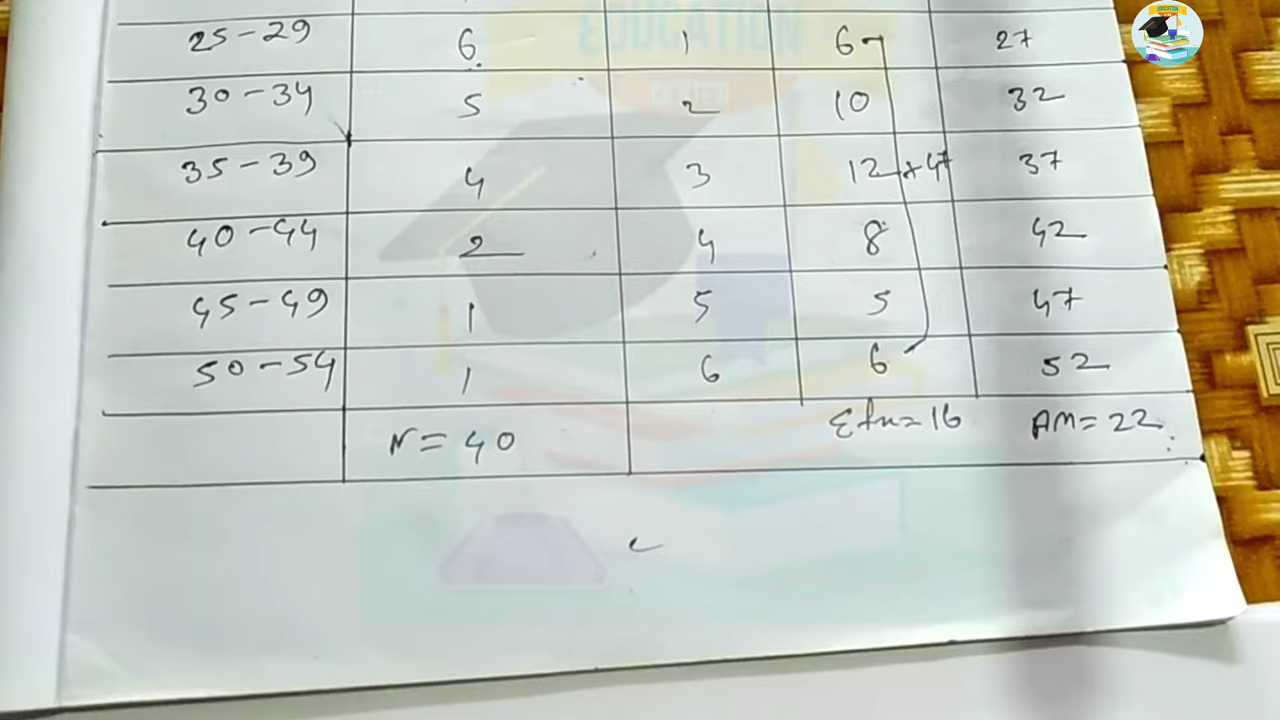 EDUCATION
25-29 6 1 6 27
30-34 5 2 10 32
35-39 4 3 12 +47 37
40-44 2 4 8 42
45-49 1 5 5 47
50-54 1 6 6 52
N = 40 Σfx=16 AM=22